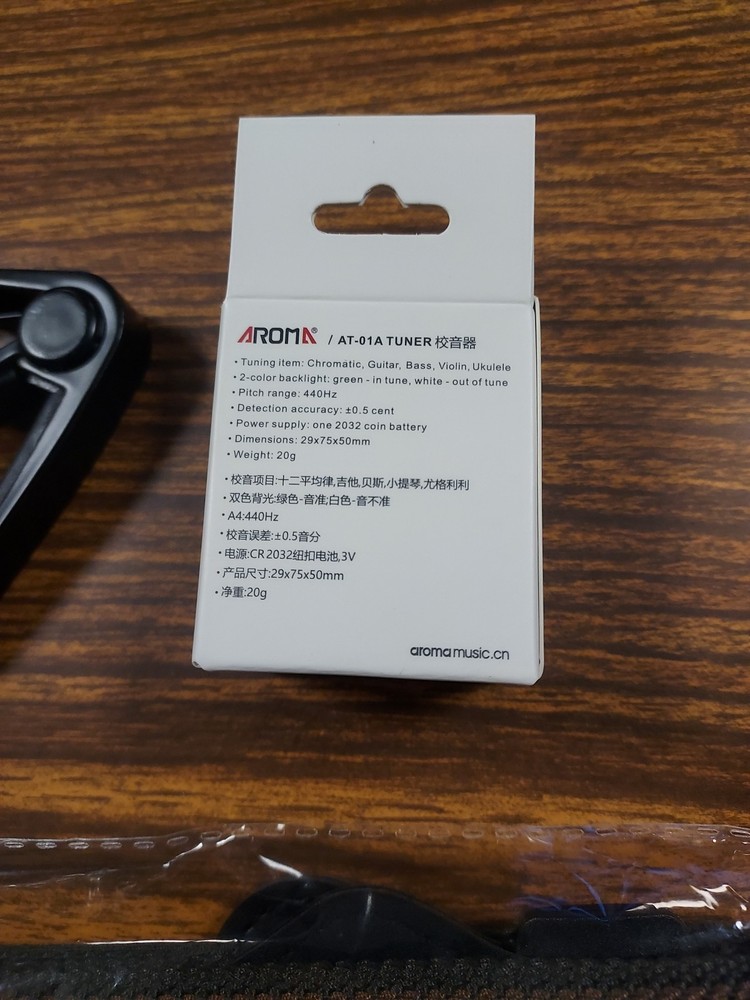 AROMA® / AT-01A TUNER 校音器
• Tuning item: Chromatic, Guitar, Bass, Violin, Ukulele
• 2-color backlight: green - in tune, white - out of tune
• Pitch range: 440Hz
• Detection accuracy: ±0.5 cent
• Power supply: one 2032 coin battery
• Dimensions: 29x75x50mm
• Weight: 20g
• 校音项目:十二平均律,吉他,贝斯,小提琴,尤格利利
• 双色背光:绿色-音准;白色-音不准
• A4:440Hz
• 校音误差:±0.5音分
• 电源:CR2032纽扣电池,3V
• 产品尺寸:29x75x50mm
• 净重:20g
aromamusic.cn